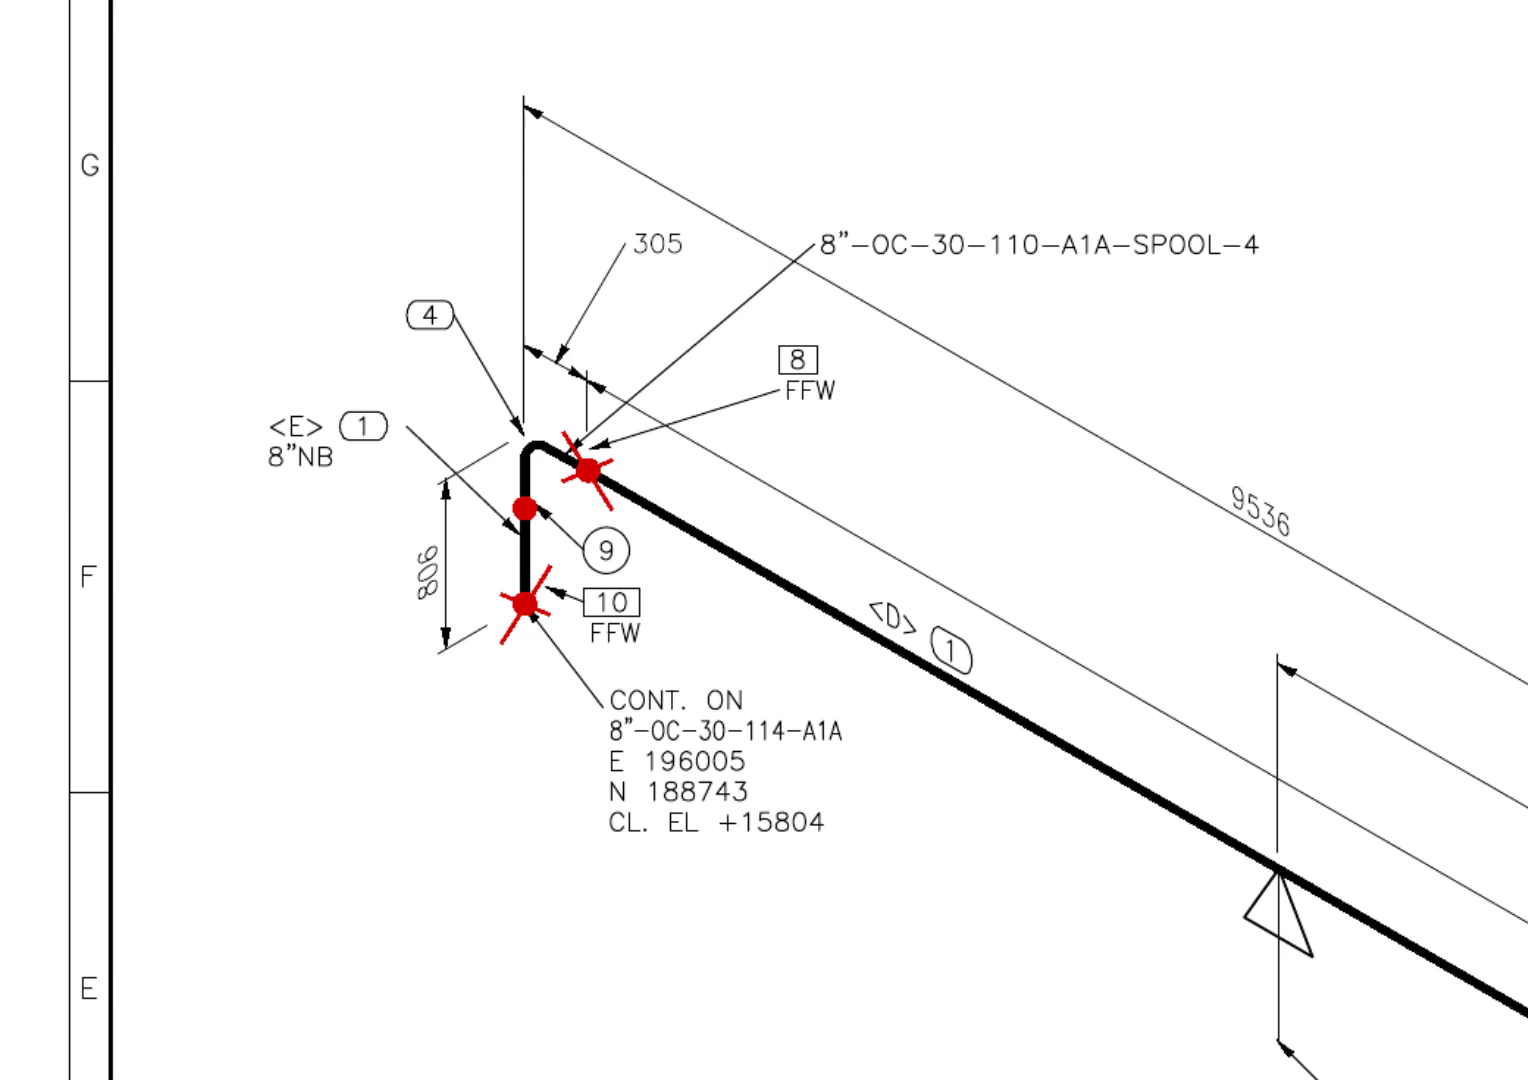 G
305
8”-OC-30-110-A1A-SPOOL-4
4
8
FFW
<E> 1
8”NB
9536
9
F
806
10
FFW
<D> 1
CONT. ON
8”-OC-30-114-A1A
E 196005
N 188743
CL. EL +15804
E